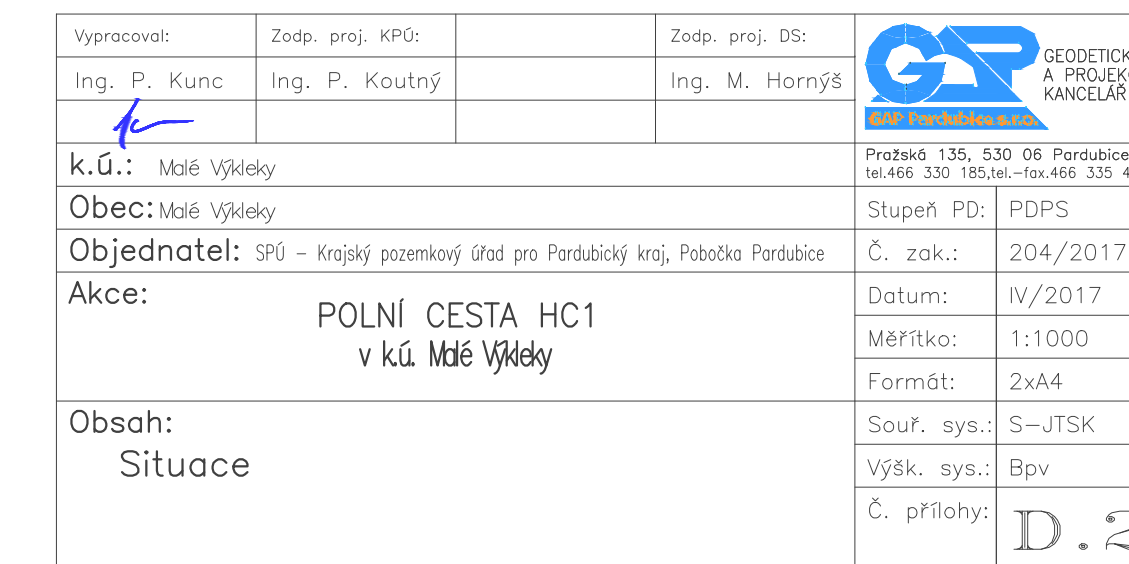 Vypracoval: Zodp. proj. KPÚ: Zodp. proj. DS:
Ing. P. Kunc Ing. P. Koutný Ing. M. Hornýš
GAP Pardubice s.r.o.
GEODETICK
A PROJEK
KANCELÁŘ
Pražská 135, 530 06 Pardubice
tel.466 330 185,tel.-fax.466 335 4
k.ú.: Malé Výkleky
Obec: Malé Výkleky
Objednatel: SPÚ – Krajský pozemkový úřad pro Pardubický kraj, Pobočka Pardubice
Akce:
POLNÍ CESTA HC1
v k.ú. Malé Výkleky
Obsah:
Situace
Stupeň PD: PDPS
Č. zak.: 204/2017
Datum: IV/2017
Měřítko: 1:1000
Formát: 2xA4
Souř. sys.: S-JTSK
Výšk. sys.: Bpv
Č. přílohy: D.2